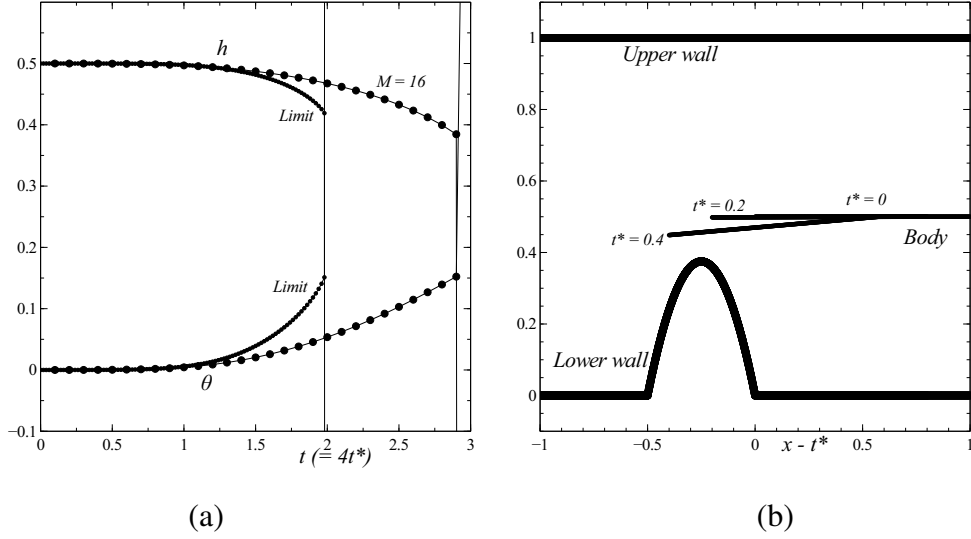 0.5
0.4
0.3
0.2
0.1
0
−0.1
0
0.5
1
1.5
2
2.5
3
h
M = 16
Limit
Limit
θ
t (= 4t*)
(a)
1
0.8
0.6
0.4
0.2
0
−1
−0.5
0
0.5
1
Upper wall
t* = 0.2
t* = 0
t* = 0.4
Body
Lower wall
x - t*
(b)